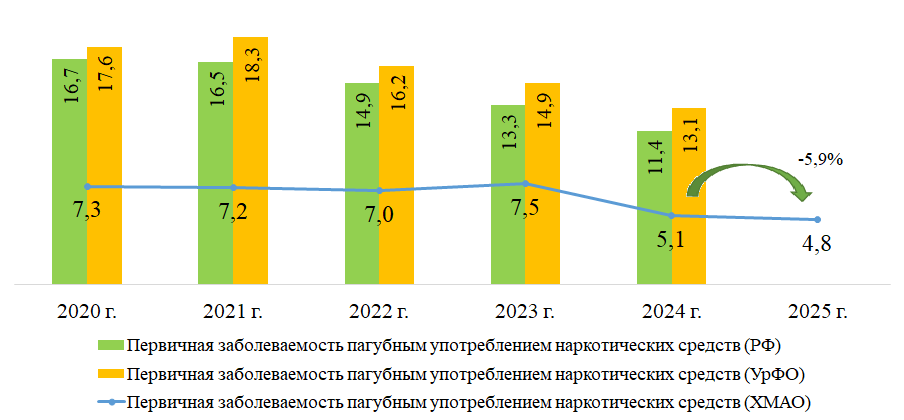 16,7
17,6
16,5
18,3
14,9
16,2
13,3
14,9
11,4
13,1
-5,9%
7,3
7,2
7,0
7,5
5,1
4,8
2020 г.
2021 г.
2022 г.
2023 г.
2024 г.
2025 г.
Первичная заболеваемость пагубным употреблением наркотических средств (РФ)
Первичная заболеваемость пагубным употреблением наркотических средств (УрФО)
Первичная заболеваемость пагубным употреблением наркотических средств (ХМАО)